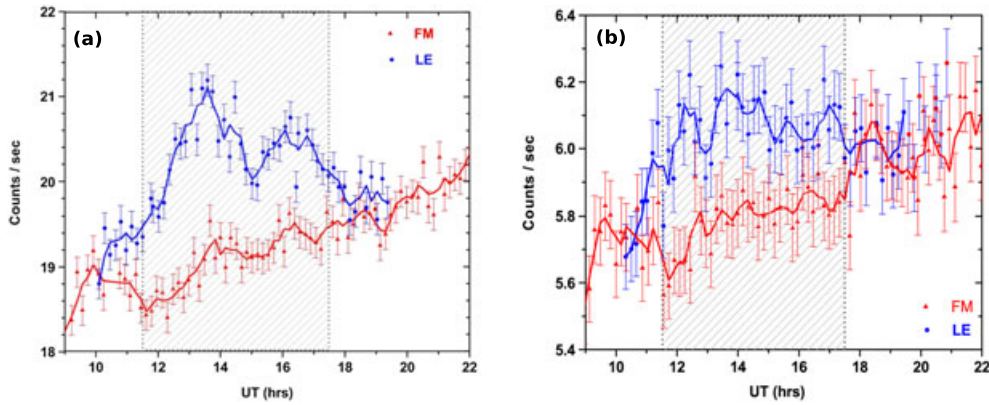 (a)
FM
LE
22
21
20
19
18
Counts / sec
10 12 14 16 18 20 22
UT (hrs)
(b)
FM
LE
6.4
6.2
6.0
5.8
5.6
5.4
Counts / sec
10 12 14 16 18 20 22
UT (hrs)